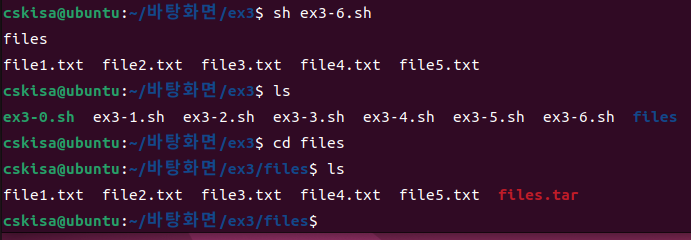 cskisa@ubuntu:~/바탕화면/ex3$ sh ex3-6.sh
files
file1.txt file2.txt file3.txt file4.txt file5.txt
cskisa@ubuntu:~/바탕화면/ex3$ ls
ex3-0.sh ex3-1.sh ex3-2.sh ex3-3.sh ex3-4.sh ex3-5.sh ex3-6.sh files
cskisa@ubuntu:~/바탕화면/ex3$ cd files
cskisa@ubuntu:~/바탕화면/ex3/files$ ls
file1.txt file2.txt file3.txt file4.txt file5.txt files.tar
cskisa@ubuntu:~/바탕화면/ex3/files$